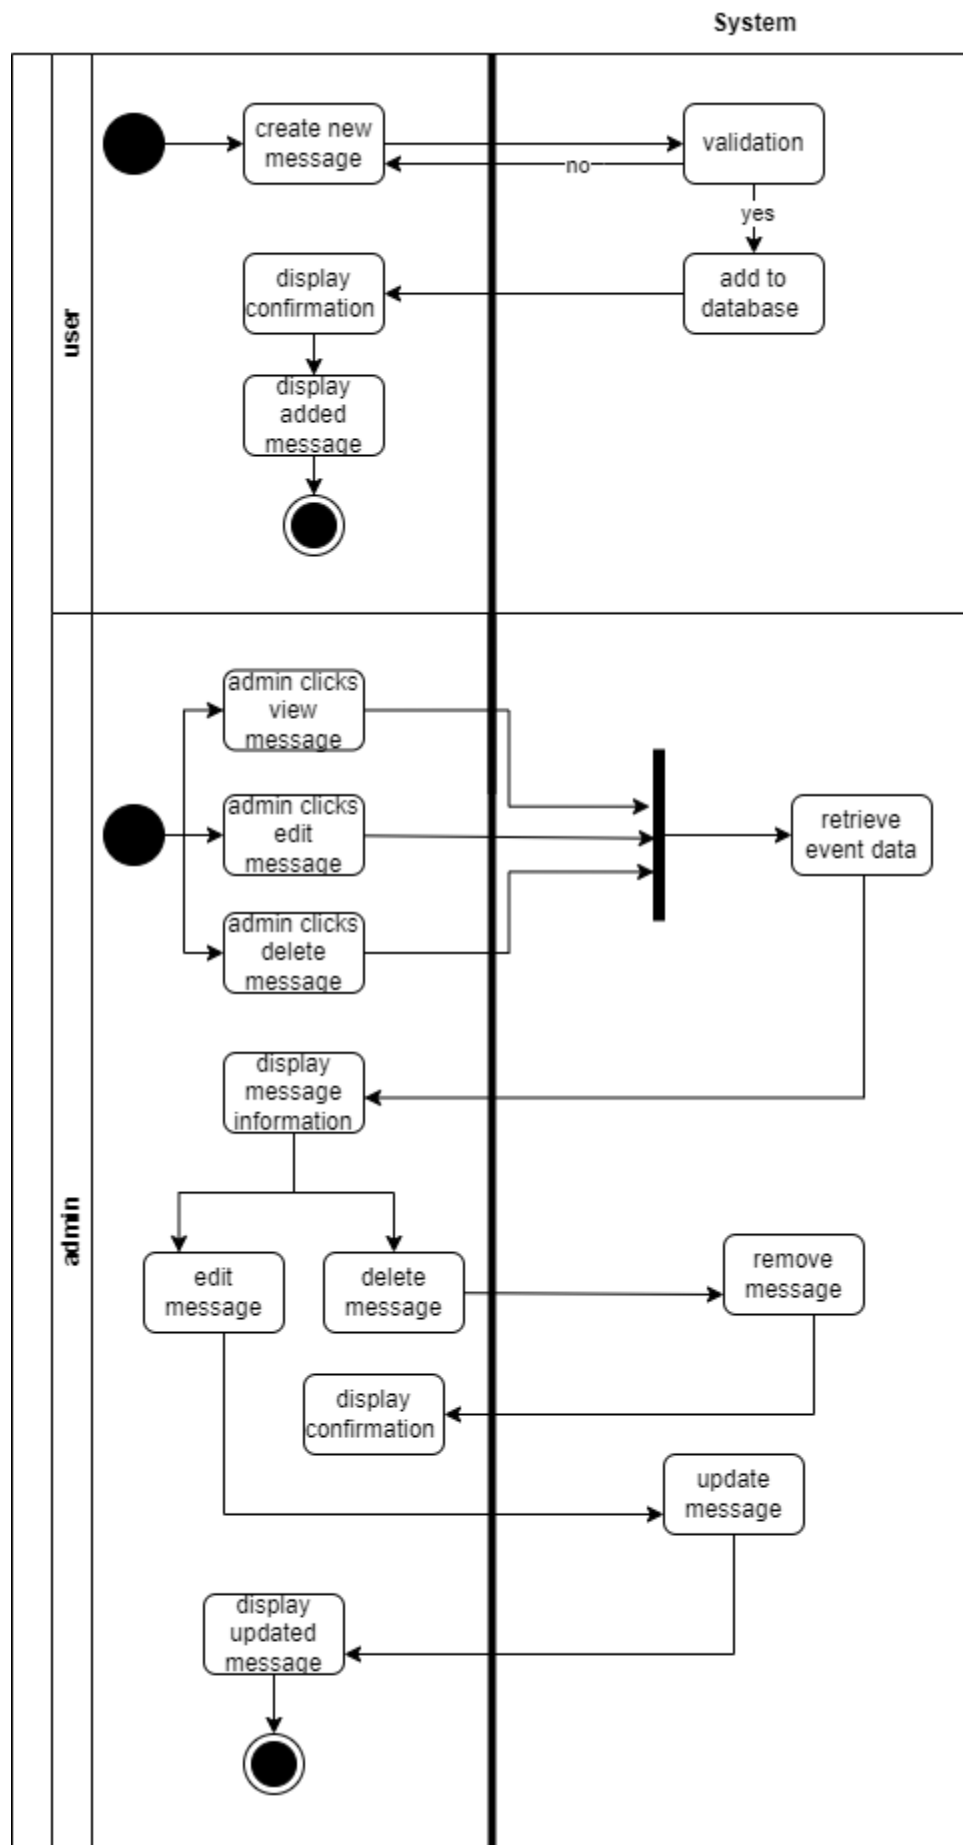 System
create new
message
validation
no
yes
display
confirmation
add to
database
user
display
added
message
admin clicks
view
message
admin clicks
edit
message
retrieve
event data
admin clicks
delete
message
display
message
information
admin
edit
message
delete
message
remove
message
display
confirmation
update
message
display
updated
message